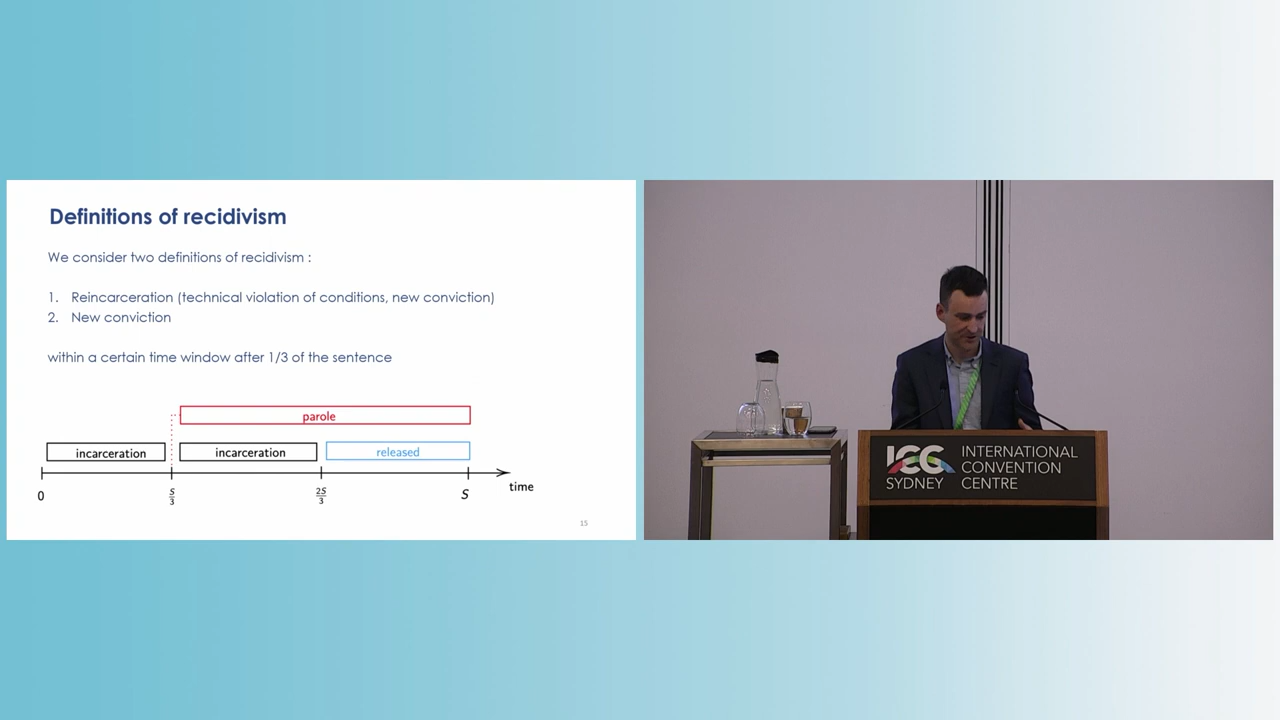 Definitions of recidivism
We consider two definitions of recidivism :
1. Reincarceration (technical violation of conditions, new conviction)
2. New conviction
within a certain time window after 1/3 of the sentence
parole
incarceration incarceration released
0 S/3 2S/3 S time
15
ICC SYDNEY
INTERNATIONAL
CONVENTION
CENTRE